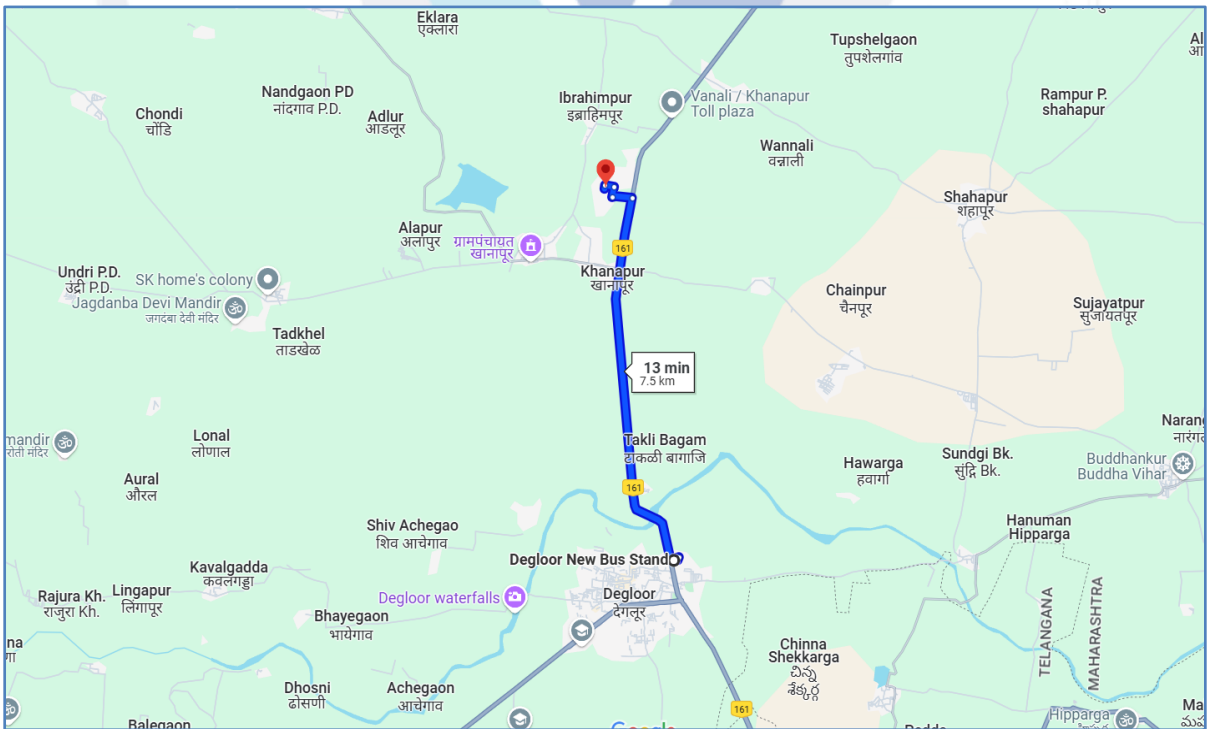 Eklara
एक्लारा
Tupshelgaon
तुपशेलगांव
Nandgaon PD
नांदगाव P.D.
Ibrahimpur
इब्राहिमपूर
Vanali / Khanapur
Toll plaza
Rampur P.
shahapur
Chondi
चोंडि
Adlur
आडलूर
Wannali
वन्नाली
Shahapur
शहापूर
Alapur
अलापुर
ग्रामपंचायत
खानापूर
161
Khanapur
खानापूर
Undri P.D.
उंद्री P.D.
SK home's colony
Jagdanba Devi Mandir
जगदंबा देवी मंदिर
Chainpur
चैनपूर
Sujayatpur
सुजायतपूर
Tadkhel
ताडखेळ
13 min
7.5 km
mandir
रोती मंदिर
Lonal
लोणाल
Takli Bagam
टाकळी बागाजि
Narang
Hawarga
हवार्गा
Sundgi Bk.
सुंद्गि Bk.
Buddhankur
Buddha Vihar
Aural
औरल
161
Shiv Achegao
शिव आचेगाव
Hanuman
Hipparga
Degloor New Bus Stand
Kavalgadda
कवलगड्डा
Rajura Kh.
राजुरा Kh.
Lingapur
लिंगापूर
Degloor waterfalls
Degloor
देगलूर
Bhayegaon
भायेगाव
TELANGANA
MAHARASHTRA
Chinna
Shekkarga
చిన్న
శేక్కర్గ
Dhosni
ढोसणी
Achegaon
आचेगाव
161
Hipparga
Balegaon
Google